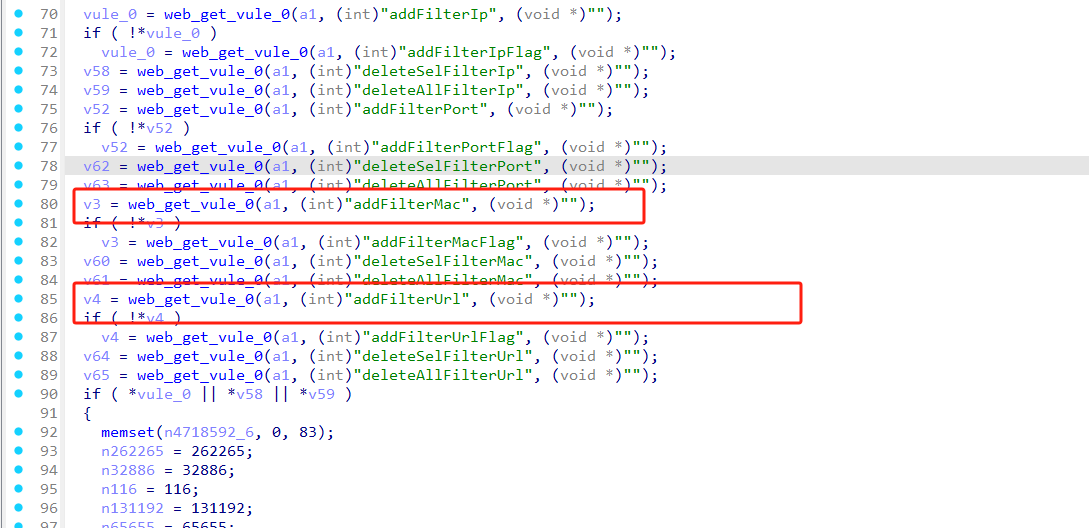 70 vule_0 = web_get_vule_0(a1, (int)"addFilterIp", (void *)"");
71 if ( !*vule_0 )
72 vule_0 = web_get_vule_0(a1, (int)"addFilterIpFlag", (void *)"");
73 v58 = web_get_vule_0(a1, (int)"deleteSelFilterIp", (void *)"");
74 v59 = web_get_vule_0(a1, (int)"deleteAllFilterIp", (void *)"");
75 v52 = web_get_vule_0(a1, (int)"addFilterPort", (void *)"");
76 if ( !*v52 )
77 v52 = web_get_vule_0(a1, (int)"addFilterPortFlag", (void *)"");
78 v62 = web_get_vule_0(a1, (int)"deleteSelFilterPort", (void *)"");
79 v63 = web_get_vule_0(a1, (int)"deleteAllFilterPort", (void *)"");
80 v3 = web_get_vule_0(a1, (int)"addFilterMac", (void *)"");
81 if ( !*v3 )
82 v3 = web_get_vule_0(a1, (int)"addFilterMacFlag", (void *)"");
83 v60 = web_get_vule_0(a1, (int)"deleteSelFilterMac", (void *)"");
84 v61 = web_get_vule_0(a1, (int)"deleteAllFilterMac", (void *)"");
85 v4 = web_get_vule_0(a1, (int)"addFilterUrl", (void *)"");
86 if ( !*v4 )
87 v4 = web_get_vule_0(a1, (int)"addFilterUrlFlag", (void *)"");
88 v64 = web_get_vule_0(a1, (int)"deleteSelFilterUrl", (void *)"");
89 v65 = web_get_vule_0(a1, (int)"deleteAllFilterUrl", (void *)"");
90 if ( *vule_0 || *v58 || *v59 )
91 {
92 memset(n4718592_6, 0, 83);
93 n262265 = 262265;
94 n32886 = 32886;
95 n116 = 116;
96 n131192 = 131192;
97 n65655 = 65655;